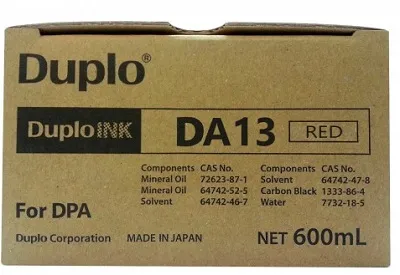 Duplo®
Duplo INK DA13 RED
Components CAS No.
Mineral Oil 72623-87-1
Mineral Oil 64742-52-5
Solvent 64742-46-7
Components CAS No.
Solvent 64742-47-8
Carbon Black 1333-86-4
Water 7732-18-5
For DPA
Duplo Corporation MADE IN JAPAN NET 600mL